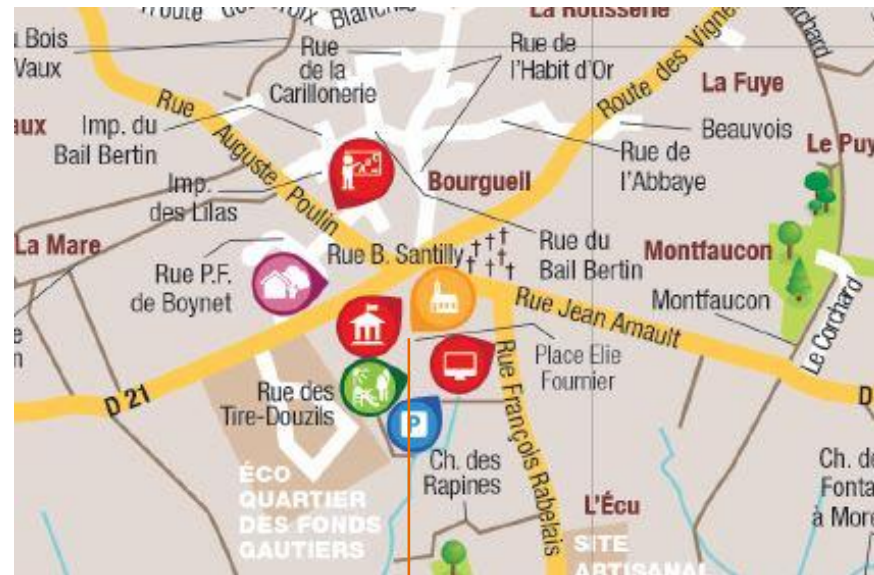 La Rotisserie
Bois
Vaux
Rue
de la
Carillonerie
Rue de
l'Habit d'Or
Route des Vigne
La Fuye
Beauvois
Rue de
l'Abbaye
Le Puy
aux
Imp. du
Bail Bertin
Rue Auguste Poulin
Imp.
des Lilas
Bourgueil
La Mare
Rue P.F.
de Boynet
Rue B. Santilly
Rue du
Bail Bertin
Montfaucon
Montfaucon
Rue Jean Arnault
Le Corchard
Place Elie
Fournier
D 21
Rue des
Tire-Douzils
P
Rue François Rabelais
D
Ch. des
Rapines
ÉCO
QUARTIER
DES FONDS
GAUTIERS
L'Écu
SITE
ARTISANAL
Ch. de
Fonta
à More